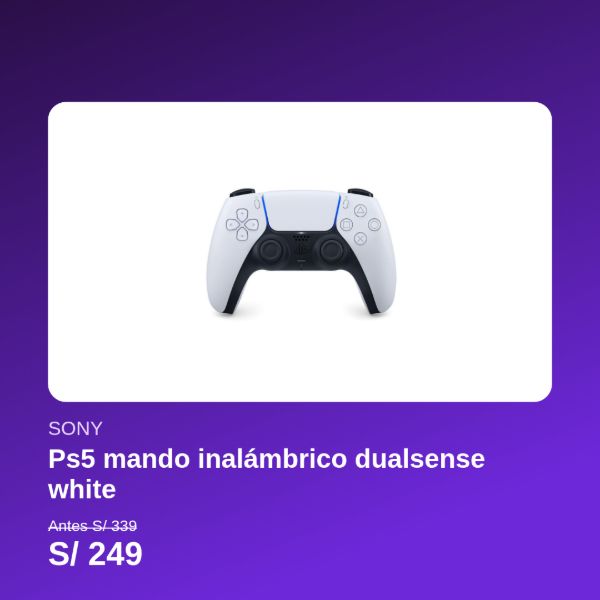 SONY
Ps5 mando inalámbrico dualsense
white
Antes S/ 339
S/ 249